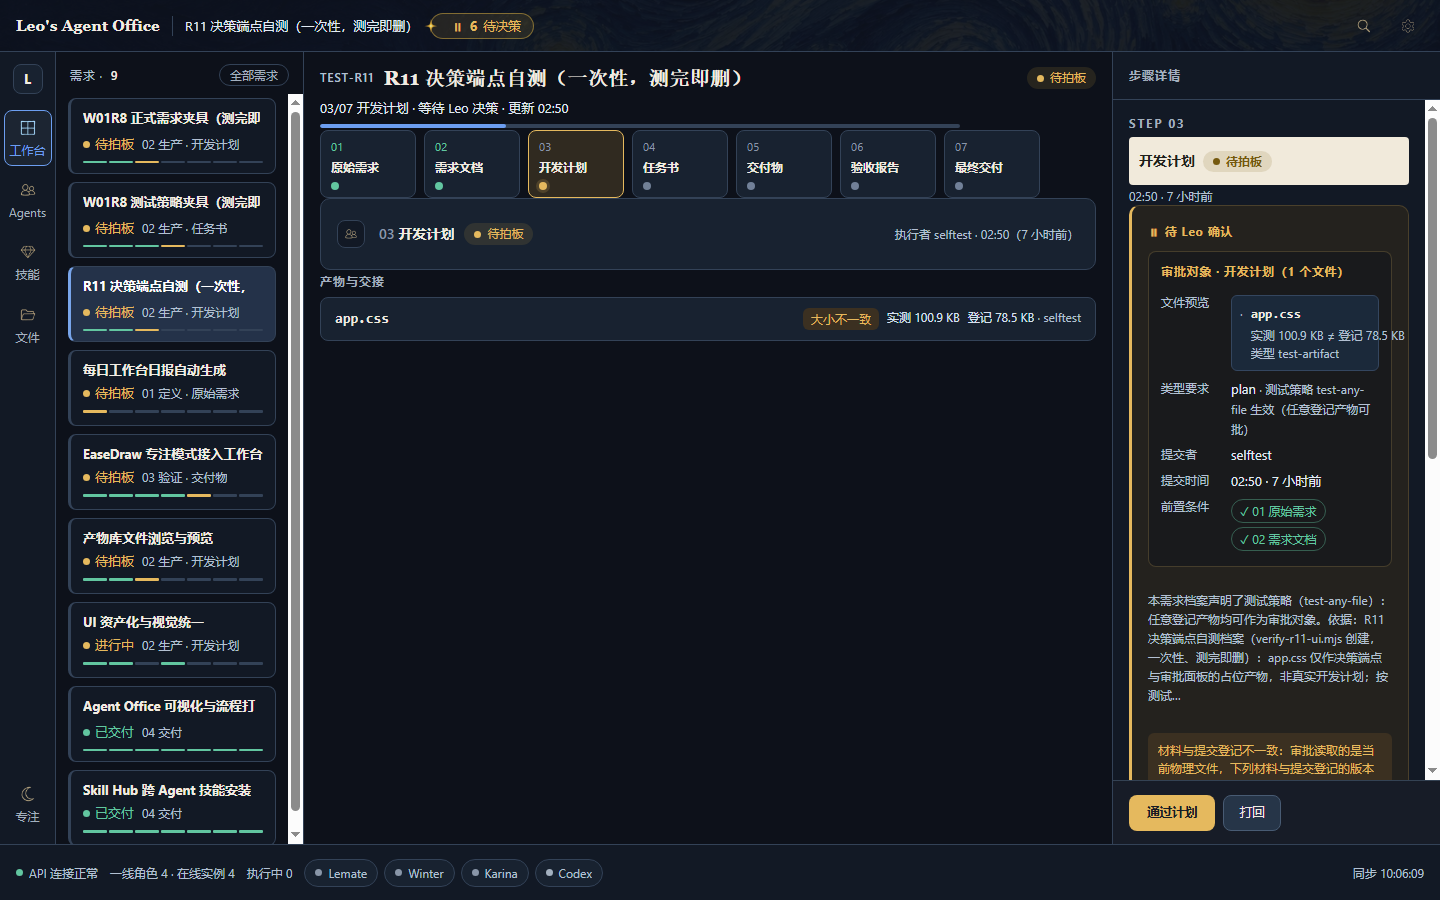 Leo's Agent Office
R11 决策端点自测（一次性，测完即删）
6 待决策
L
工作台
Agents
技能
文件
专注
需求 · 9
全部需求
W01R8 正式需求夹具（测完即
待拍板 02 生产 · 开发计划
W01R8 测试策略夹具（测完即
待拍板 02 生产 · 任务书
R11 决策端点自测（一次性，
待拍板 02 生产 · 开发计划
每日工作台日报自动生成
待拍板 01 定义 · 原始需求
EaseDraw 专注模式接入工作台
待拍板 03 验证 · 交付物
产物库文件浏览与预览
待拍板 02 生产 · 开发计划
UI 资产化与视觉统一
进行中 02 生产 · 开发计划
Agent Office 可视化与流程打
已交付 04 交付
Skill Hub 跨 Agent 技能安装
已交付 04 交付
TEST-R11 R11 决策端点自测（一次性，测完即删）
待拍板
03/07 开发计划 · 等待 Leo 决策 · 更新 02:50
01
原始需求
02
需求文档
03
开发计划
04
任务书
05
交付物
06
验收报告
07
最终交付
03 开发计划 待拍板
执行者 selftest · 02:50（7 小时前）
产物与交接
app.css
大小不一致 实测 100.9 KB 登记 78.5 KB · selftest
步骤详情
STEP 03
开发计划 待拍板
02:50 · 7 小时前
待 Leo 确认
审批对象 · 开发计划（1 个文件）
文件预览
· app.css
实测 100.9 KB ≠ 登记 78.5 KB
类型 test-artifact
类型要求
plan · 测试策略 test-any-
file 生效（任意登记产物可
批）
提交者
selftest
提交时间
02:50 · 7 小时前
前置条件
✓ 01 原始需求
✓ 02 需求文档
本需求档案声明了测试策略（test-any-file）：
任意登记产物均可作为审批对象。依据：R11
决策端点自测档案（verify-r11-ui.mjs 创建，
一次性、测完即删）：app.css 仅作决策端点
与审批面板的占位产物，非真实开发计划；按
测试...
材料与提交登记不一致：审批读取的是当
前物理文件，下列材料与提交登记的版本
通过计划
打回
API 连接正常 一线角色 4 · 在线实例 4 执行中 0
Lemate
Winter
Karina
Codex
同步 10:06:09